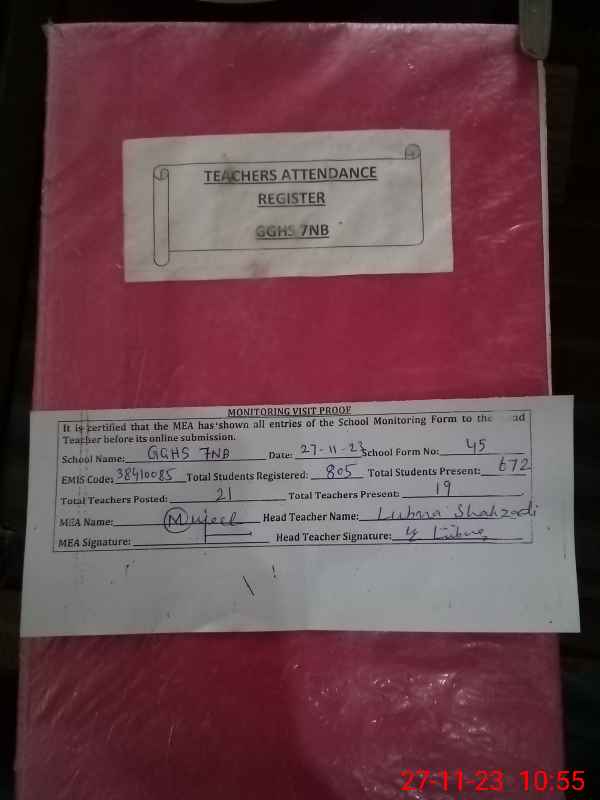 TEACHERS ATTENDANCE
REGISTER
GGHS 7NB
MONITORING VISIT PROOF
It is certified that the MEA has shown all entries of the School Monitoring Form to the Head
Teacher before its online submission.
School Name: GGHS 7NB Date: 27-11-23 School Form No: 45
EMIS Code: 38410085 Total Students Registered: 805 Total Students Present: 672
Total Teachers Posted: 21 Total Teachers Present: 19
MEA Name: Head Teacher Name: Lubna Shahzadi
MEA Signature: Head Teacher Signature: Lubna
27-11-23 10:55